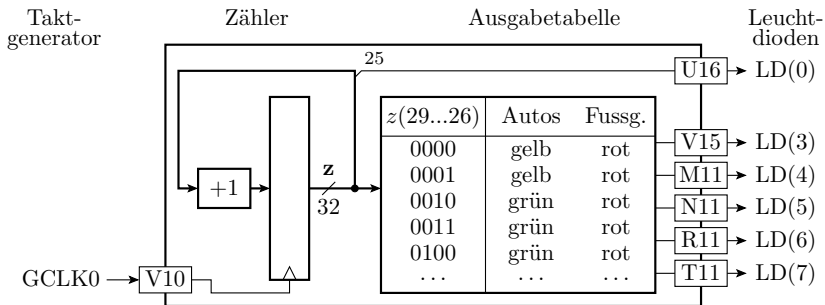 Takt-
generator
Zähler
Ausgabetabelle
Leucht-
dioden
25
U16
LD(0)
z(29...26) Autos Fussg.
0000 gelb rot
0001 gelb rot
0010 grün rot
0011 grün rot
0100 grün rot
... ... ...
+1
z
32
V15
LD(3)
M11
LD(4)
N11
LD(5)
R11
LD(6)
T11
LD(7)
GCLK0
V10